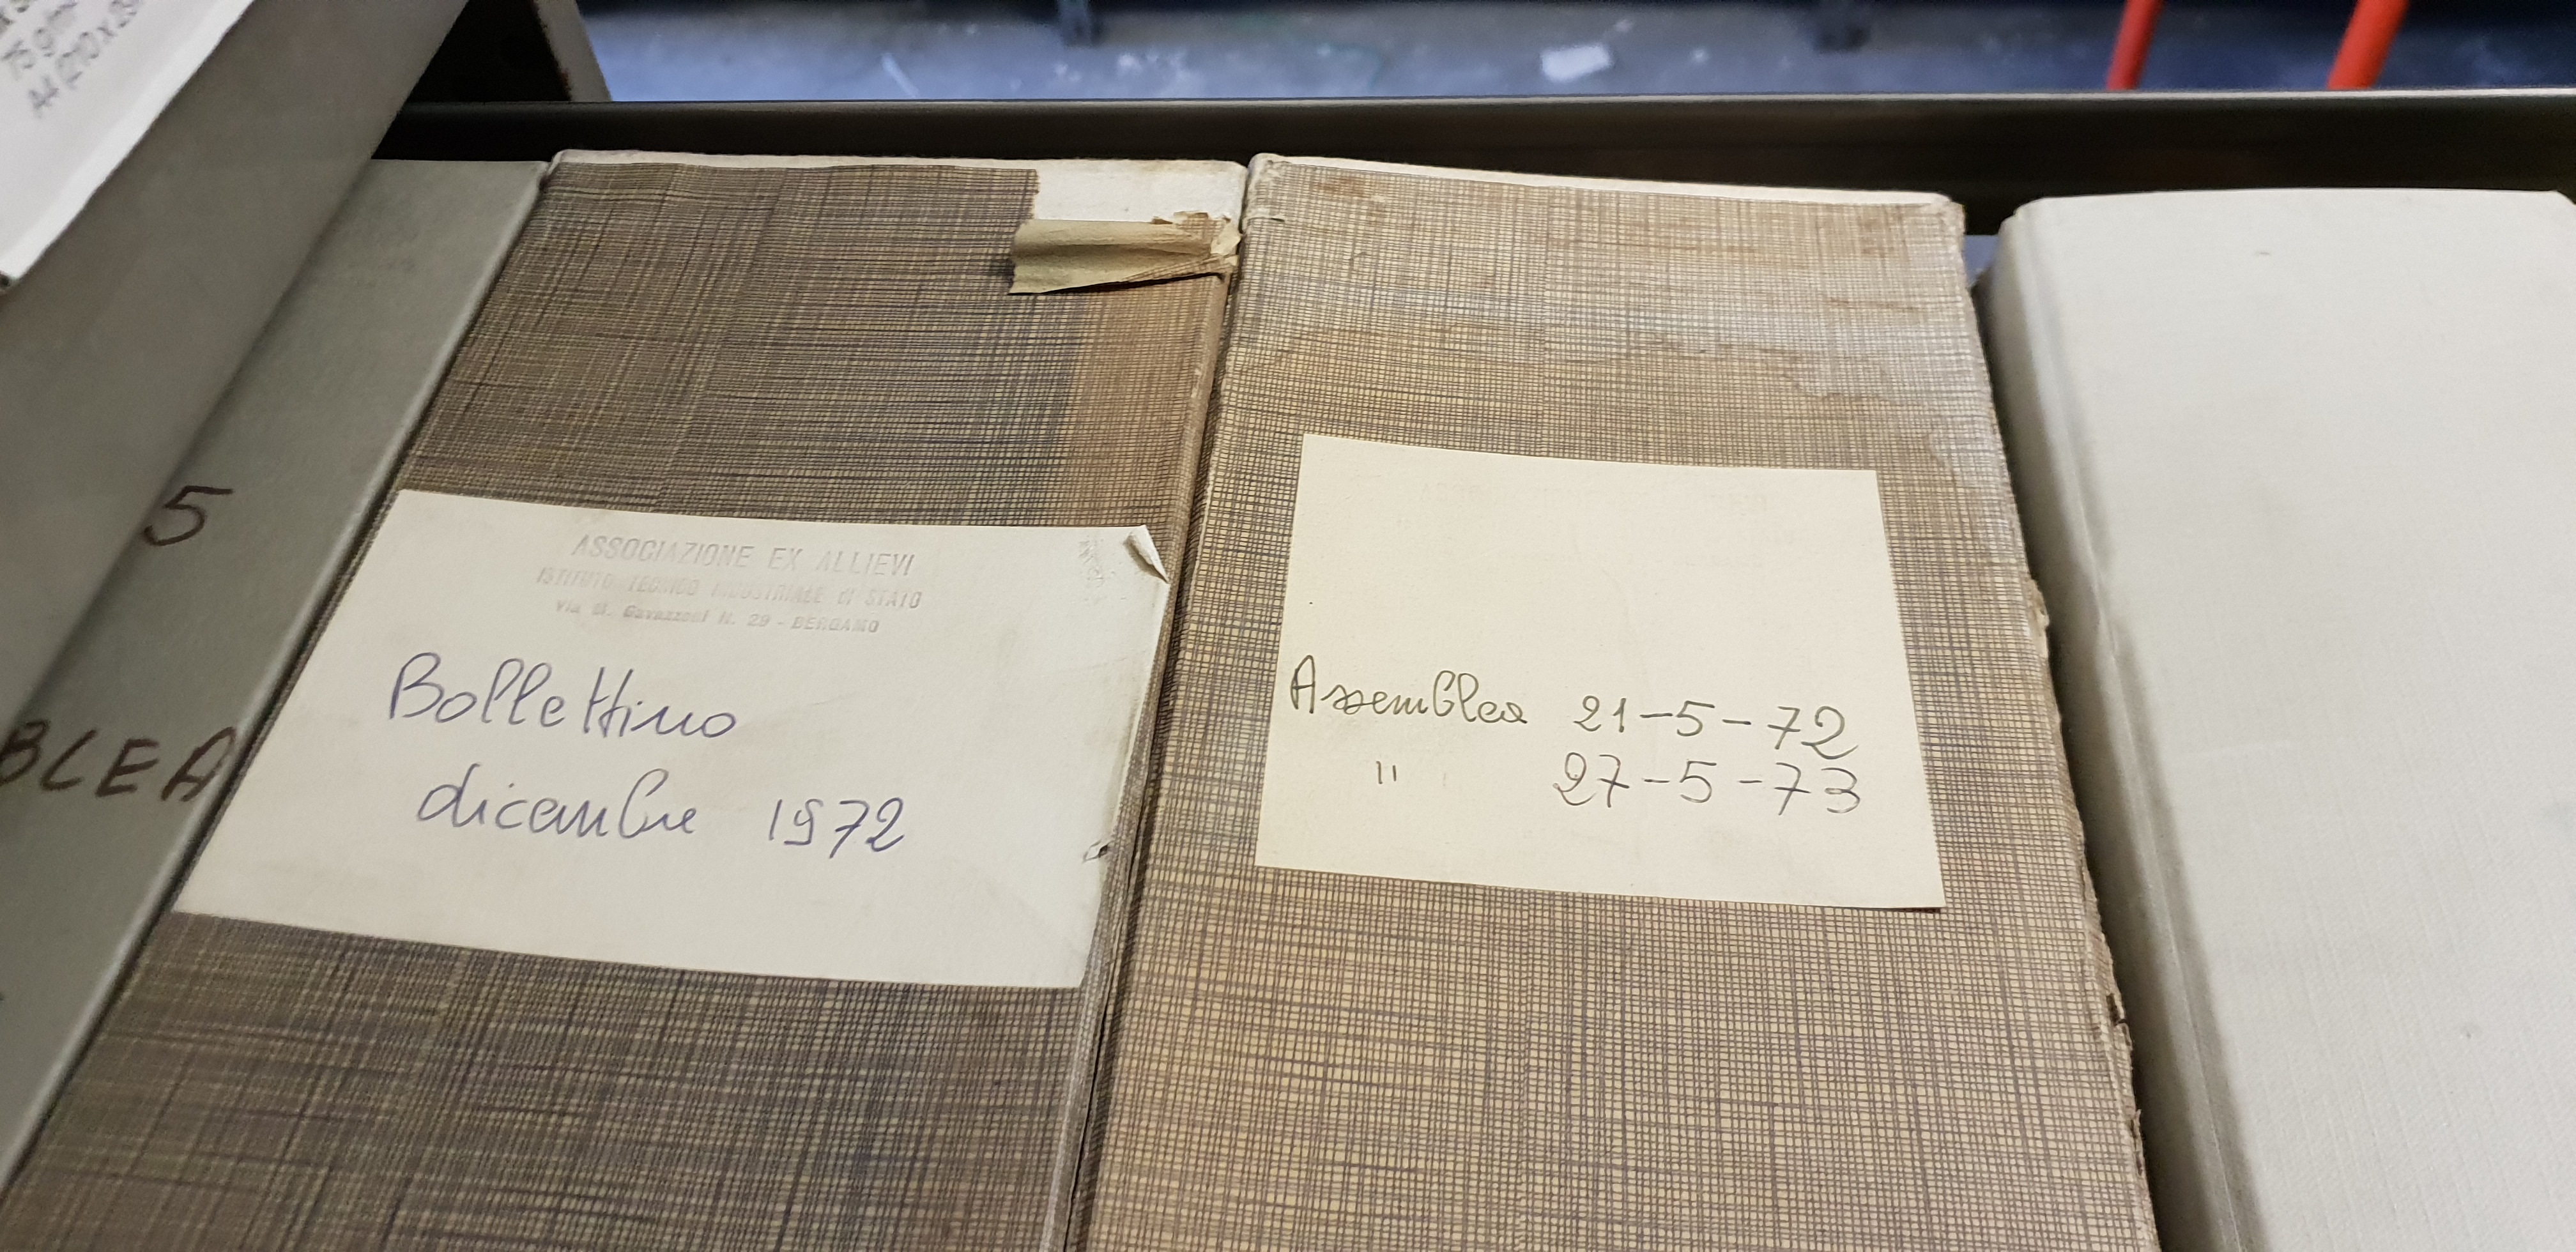 75 g/m
A4 (210 x 29
5
BLEA
ASSOCIAZIONE EX ALLIEVI
ISTITUTO TECNICO INDUSTRIALE di STATO
Via G. Gavazzeni N. 29 - BERGAMO
Bollettino
dicembre 1972
Assemblea 21-5-72
" 27-5-73